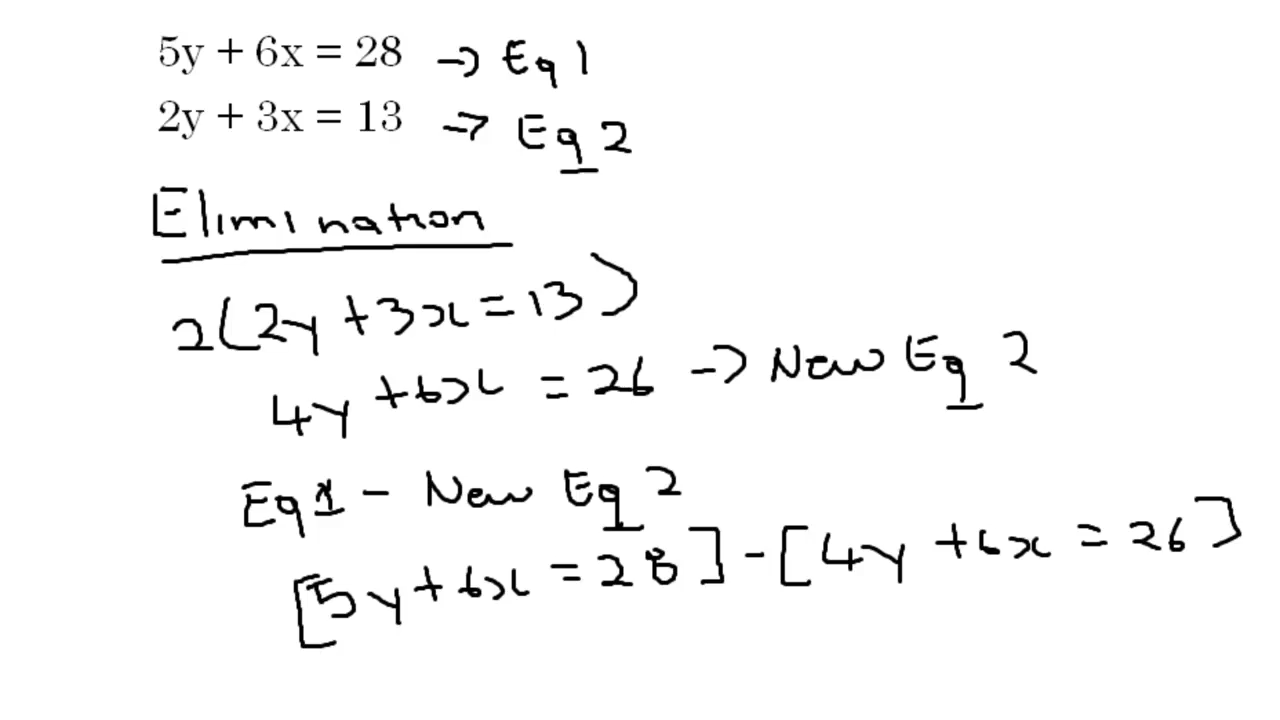 5y + 6x = 28 → Eq 1
2y + 3x = 13 → Eq 2
Elimination
2(2y + 3x = 13)
4y + 6x = 26 → New Eq 2
Eq 1 - New Eq 2
[5y + 6x = 28] - [4y + 6x = 26]